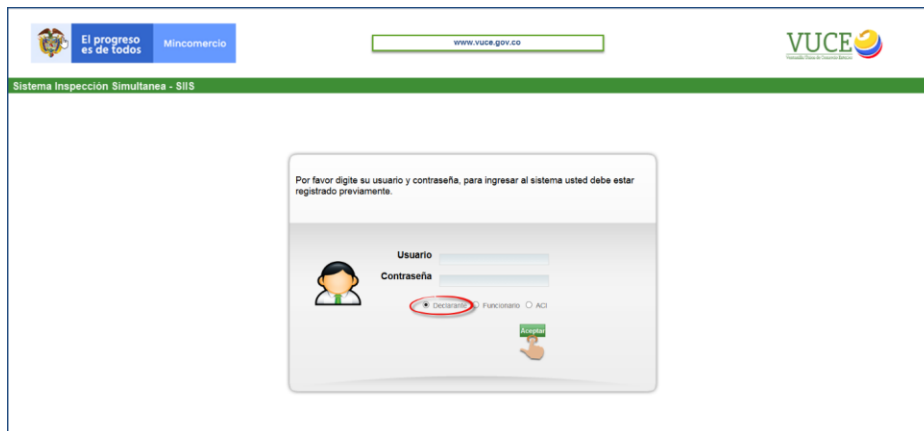 El progreso
es de todos
Mincomercio
www.vuce.gov.co
VUCE
Sistema Inspección Simultanea - SIIS
Por favor digite su usuario y contraseña, para ingresar al sistema usted debe estar
registrado previamente.
Usuario
Contraseña
Declarante Funcionario ACI
Aceptar